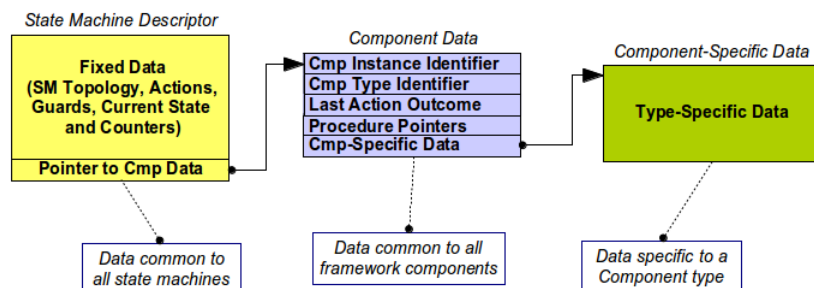 State Machine Descriptor
Fixed Data
(SM Topology, Actions,
Guards, Current State
and Counters)
Pointer to Cmp Data
Data common to
all state machines
Component Data
Cmp Instance Identifier
Cmp Type Identifier
Last Action Outcome
Procedure Pointers
Cmp-Specific Data
Data common to all
framework components
Component-Specific Data
Type-Specific Data
Data specific to a
Component type